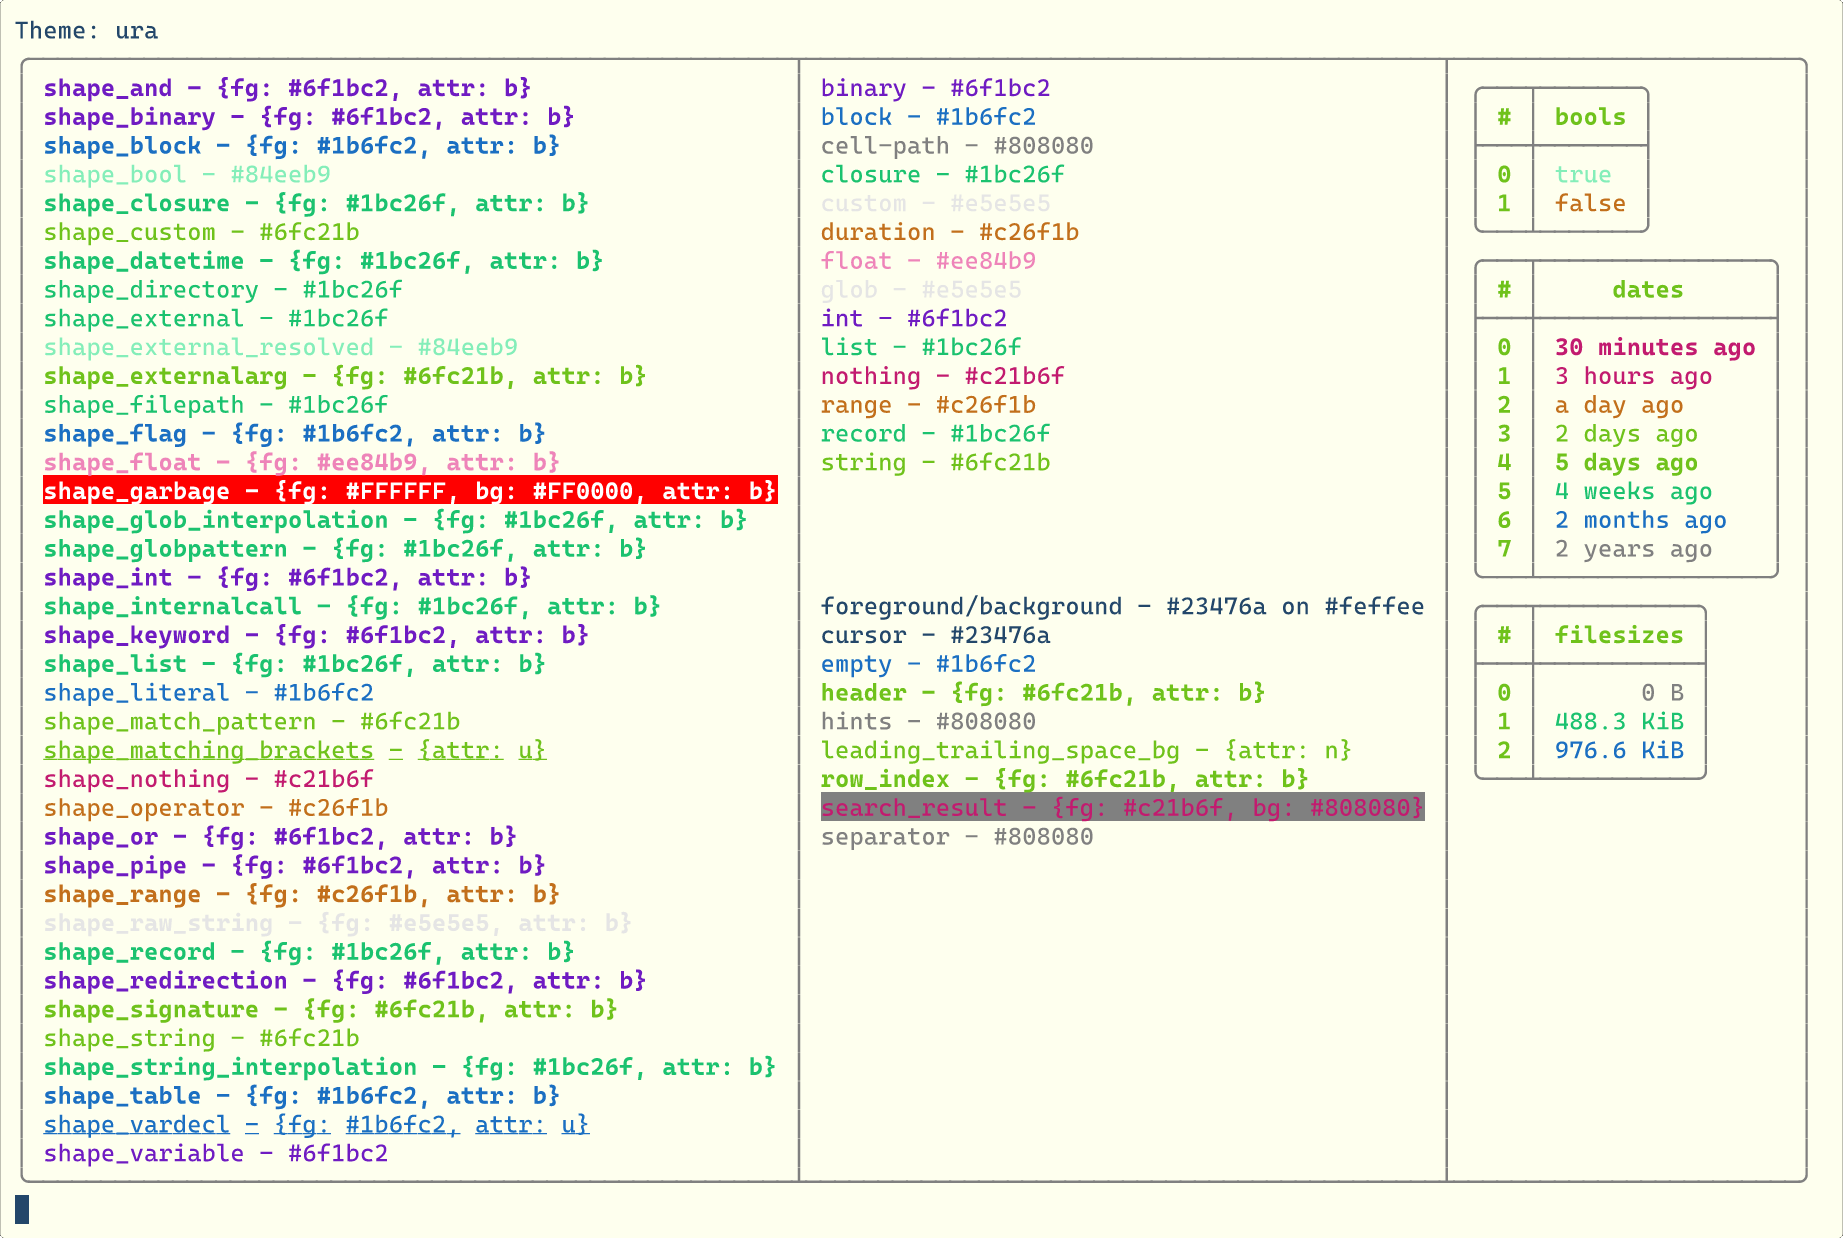 Theme: ura
shape_and - {fg: #6f1bc2, attr: b}
shape_binary - {fg: #6f1bc2, attr: b}
shape_block - {fg: #1b6fc2, attr: b}
shape_bool - #84eeb9
shape_closure - {fg: #1bc26f, attr: b}
shape_custom - #6fc21b
shape_datetime - {fg: #1bc26f, attr: b}
shape_directory - #1bc26f
shape_external - #1bc26f
shape_external_resolved - #84eeb9
shape_externalarg - {fg: #6fc21b, attr: b}
shape_filepath - #1bc26f
shape_flag - {fg: #1b6fc2, attr: b}
shape_float - {fg: #ee84b9, attr: b}
shape_garbage - {fg: #FFFFFF, bg: #FF0000, attr: b}
shape_glob_interpolation - {fg: #1bc26f, attr: b}
shape_globpattern - {fg: #1bc26f, attr: b}
shape_int - {fg: #6f1bc2, attr: b}
shape_internalcall - {fg: #1bc26f, attr: b}
shape_keyword - {fg: #6f1bc2, attr: b}
shape_list - {fg: #1bc26f, attr: b}
shape_literal - #1b6fc2
shape_match_pattern - #6fc21b
shape_matching_brackets - {attr: u}
shape_nothing - #c21b6f
shape_operator - #c26f1b
shape_or - {fg: #6f1bc2, attr: b}
shape_pipe - {fg: #6f1bc2, attr: b}
shape_range - {fg: #c26f1b, attr: b}
shape_raw_string - {fg: #e5e5e5, attr: b}
shape_record - {fg: #1bc26f, attr: b}
shape_redirection - {fg: #6f1bc2, attr: b}
shape_signature - {fg: #6fc21b, attr: b}
shape_string - #6fc21b
shape_string_interpolation - {fg: #1bc26f, attr: b}
shape_table - {fg: #1b6fc2, attr: b}
shape_vardecl - {fg: #1b6fc2, attr: u}
shape_variable - #6f1bc2
binary - #6f1bc2
block - #1b6fc2
cell-path - #808080
closure - #1bc26f
custom - #e5e5e5
duration - #c26f1b
float - #ee84b9
glob - #e5e5e5
int - #6f1bc2
list - #1bc26f
nothing - #c21b6f
range - #c26f1b
record - #1bc26f
string - #6fc21b
foreground/background - #23476a on #feffee
cursor - #23476a
empty - #1b6fc2
header - {fg: #6fc21b, attr: b}
hints - #808080
leading_trailing_space_bg - {attr: n}
row_index - {fg: #6fc21b, attr: b}
search_result - {fg: #c21b6f, bg: #808080}
separator - #808080
# bools
0 true
1 false
# dates
0 30 minutes ago
1 3 hours ago
2 a day ago
3 2 days ago
4 5 days ago
5 4 weeks ago
6 2 months ago
7 2 years ago
# filesizes
0 0 B
1 488.3 KiB
2 976.6 KiB